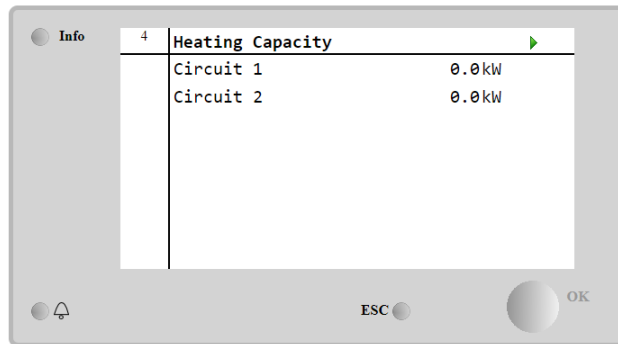 Info
4 Heating Capacity
Circuit 1 0.0kW
Circuit 2 0.0kW
ESC
OK